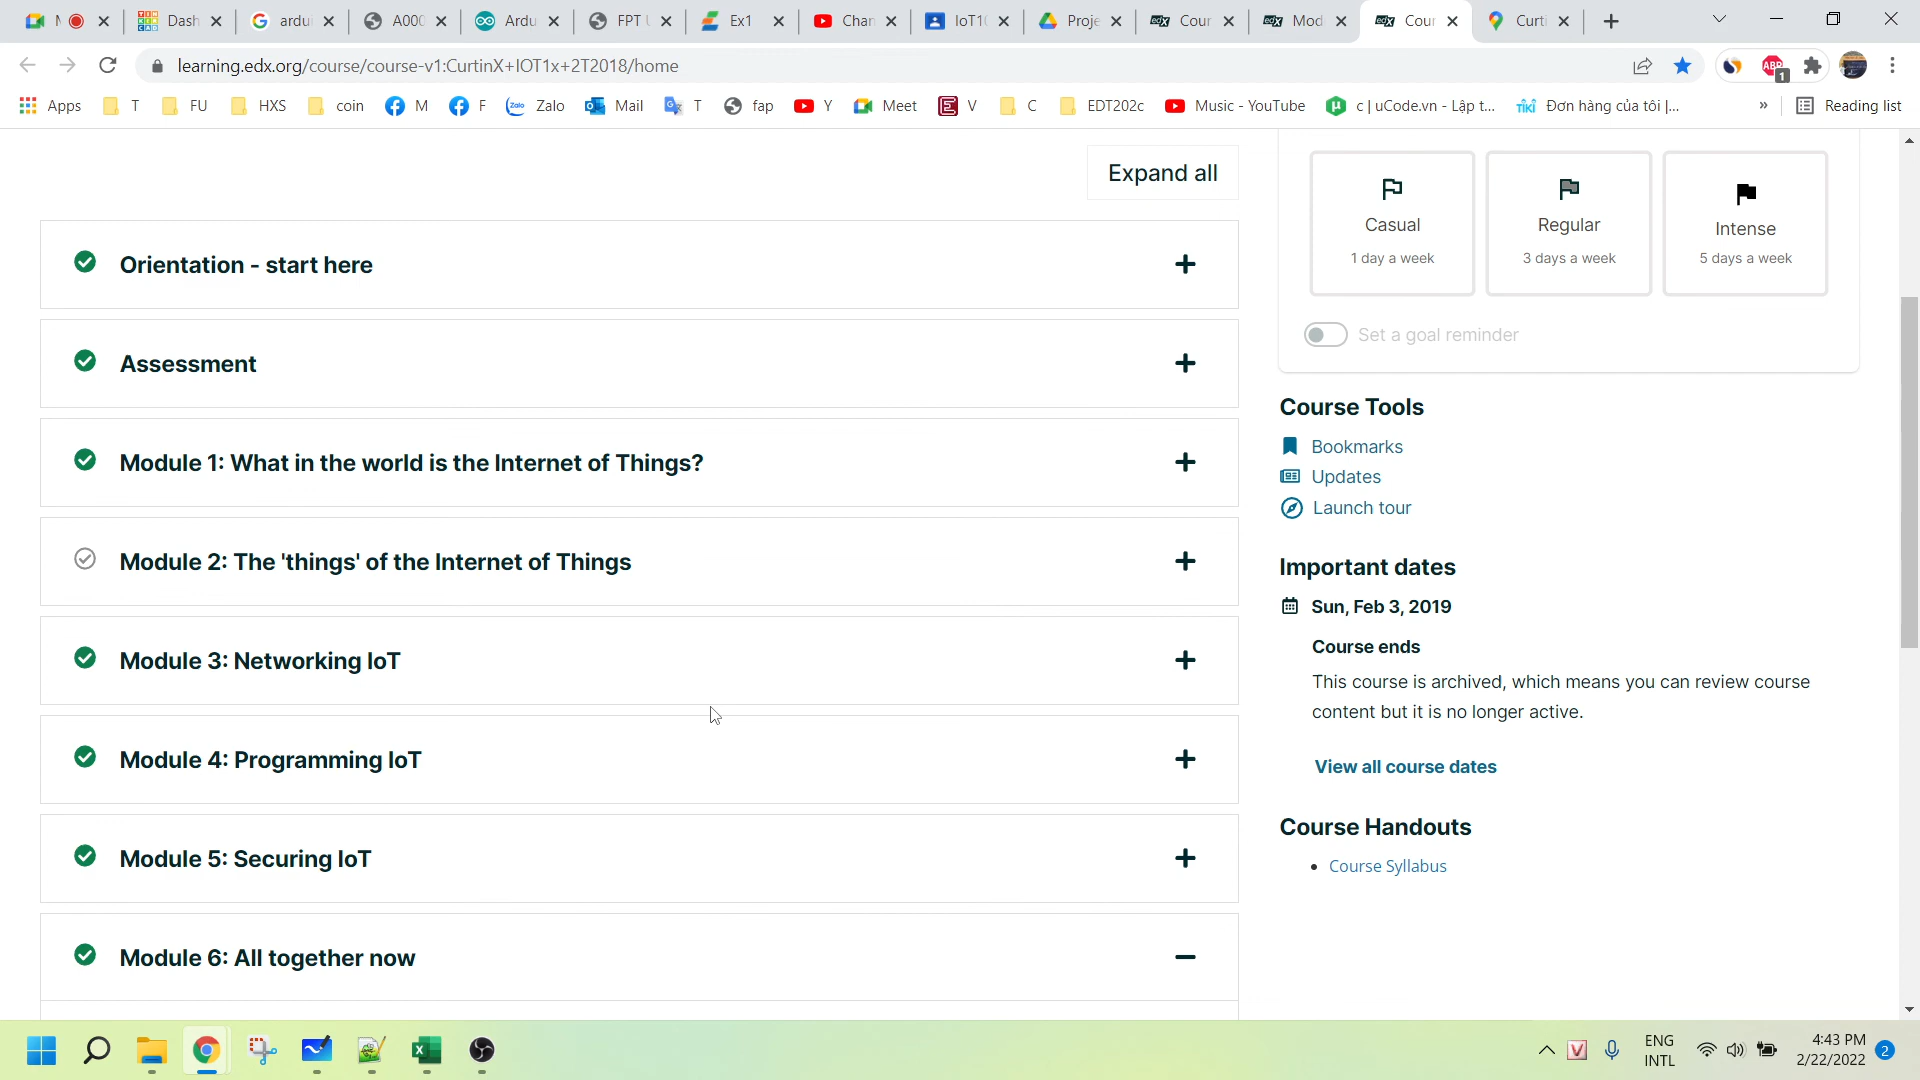 Dash
ardu
A000
Ardu
FPT
Ex1
Chan
IoT1
Proje
Cour
Mod
Cour
Curti
learning.edx.org/course/course-v1:CurtinX+IOT1x+2T2018/home
ABP
1
Apps
T
FU
HXS
coin
M
F
Zalo
Mail
T
fap
Y
Meet
V
C
EDT202c
Music - YouTube
c | uCode.vn - Lập t...
TIKI
Đơn hàng của tôi |...
»
Reading list
Expand all
Orientation - start here
Assessment
Module 1: What in the world is the Internet of Things?
Module 2: The 'things' of the Internet of Things
Module 3: Networking IoT
Module 4: Programming IoT
Module 5: Securing IoT
Module 6: All together now
Casual
1 day a week
Regular
3 days a week
Intense
5 days a week
Set a goal reminder
Course Tools
Bookmarks
Updates
Launch tour
Important dates
Sun, Feb 3, 2019
Course ends
This course is archived, which means you can review course
content but it is no longer active.
View all course dates
Course Handouts
• Course Syllabus
V
ENG
INTL
4:43 PM
2/22/2022
2